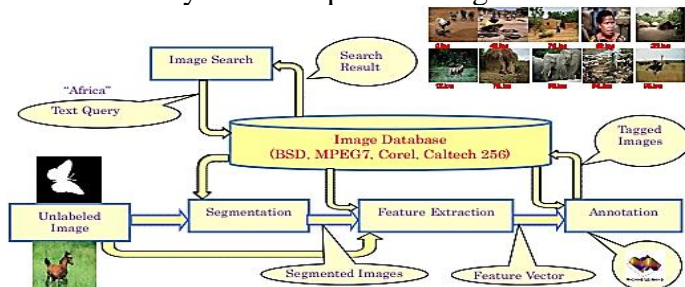 Image Search
Search
Result
"Africa"
Text Query
Image Database
(BSD, MPEG7, Corel, Caltech 256)
Tagged
Images
Unlabeled
Image
Segmentation
Feature Extraction
Annotation
Segmented Images
Feature Vector